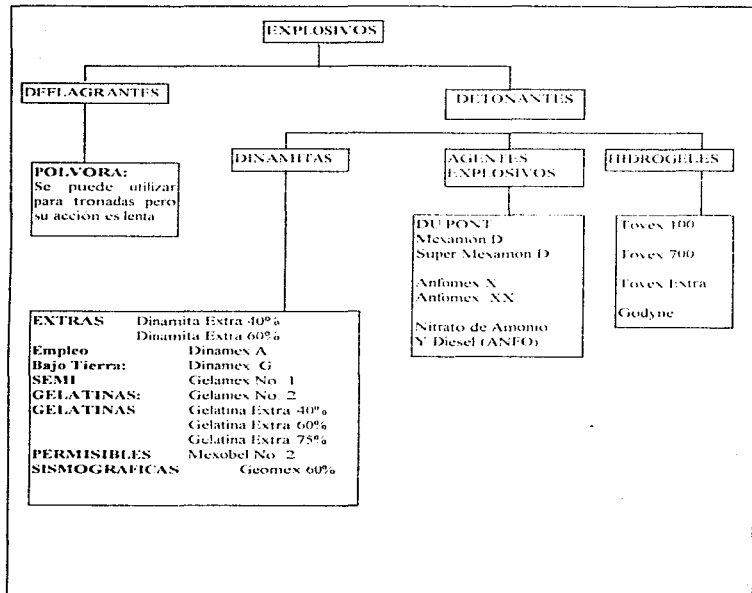 EXPLOSIVOS
DEFLAGRANTES
DETONANTES
DINAMITAS
AGENTES
EXPLOSIVOS
HIDROGELES
POLVORA:
Se puede utilizar
para tronadas pero
su acción es lenta
DU PONT
Mexamón D
Super Mexamon D
Anfomex X
Anfomex XX
Nitrato de Amonio
Y Diesel (ANFO)
Tovex 100
Tovex 700
Tovex Extra
Godyne
EXTRAS Dinamita Extra 40%
Dinamita Extra 60%
Empleo Dinamex A
Bajo Tierra: Dinamex G
SEMI Gelamex No. 1
GELATINAS: Gelamex No. 2
GELATINAS Gelatina Extra 40%
Gelatina Extra 60%
Gelatina Extra 75%
PERMISIBLES Mexobel No. 2
SISMOGRAFICAS Geomex 60%